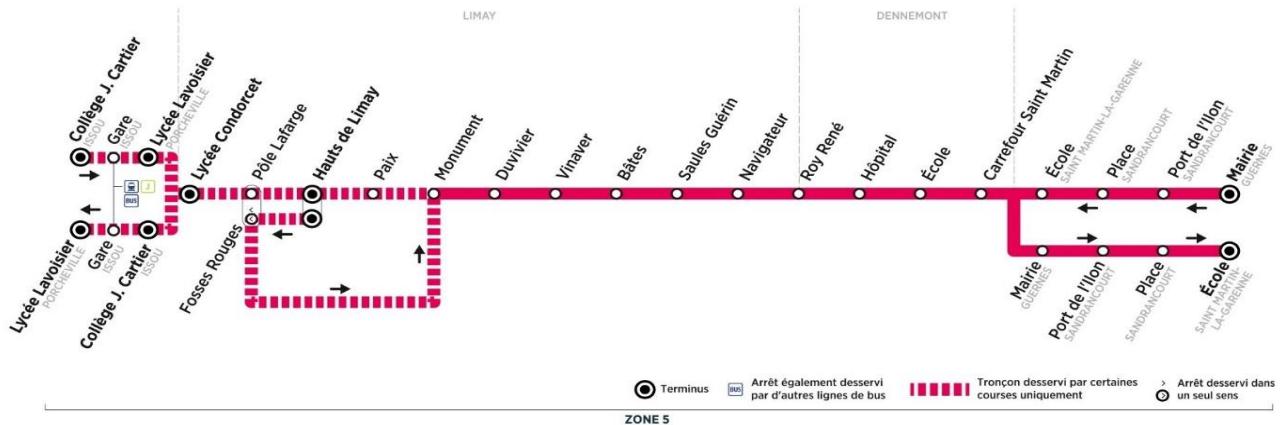 LIMAY
DENNEMONT
Collège J. Cartier
ISSOU
Gare
ISSOU
Lycée Lavoisier
PORCHEVILLE
Lycée Condorcet
Pôle Lafarge
Hauts de Limay
Paix
Monument
Duvivier
Vinaver
Bâtes
Saules Guérin
Navigateur
Roy René
Hôpital
École
Carrefour Saint Martin
École
SAINT MARTIN-LA-GARENNE
Place
SANDRANCOURT
Port de l'Ilon
SANDRANCOURT
Mairie
GUERNES
J
BUS
Lycée Lavoisier
PORCHEVILLE
Gare
ISSOU
Collège J. Cartier
ISSOU
Fosses Rouges
Mairie
GUERNES
Port de l'Ilon
SANDRANCOURT
Place
SANDRANCOURT
École
SAINT MARTIN-
LA-GARENNE
Terminus
BUS
Arrêt également desservi
par d'autres lignes de bus
Tronçon desservi par certaines
courses uniquement
Arrêt desservi dans
un seul sens
ZONE 5